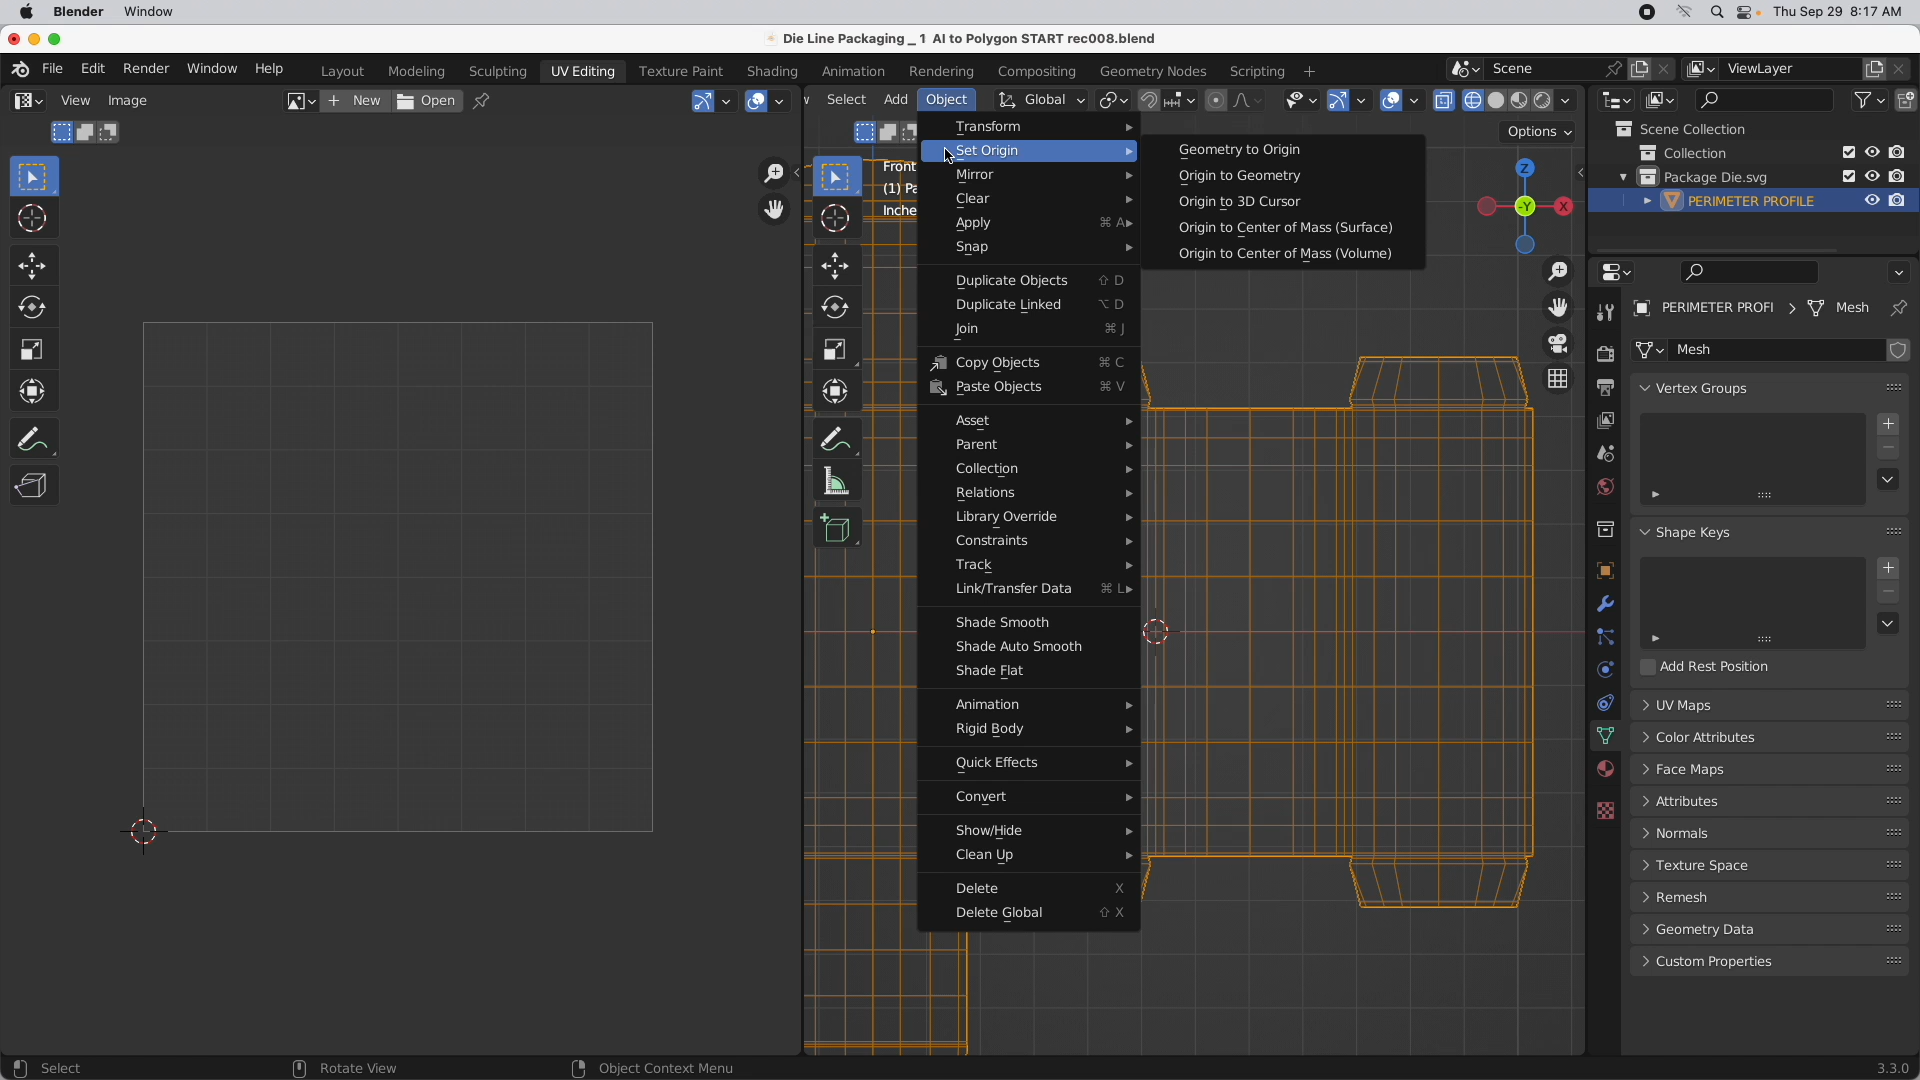 Blender Window Thu Sep 29 8:17 AM
Die Line Packaging _ 1 AI to Polygon START rec008.blend
File Edit Render Window Help Layout Modeling Sculpting UV Editing Texture Paint Shading Animation Rendering Compositing Geometry Nodes Scripting + Scene ViewLayer
View Image + New Open Select Add Object Global
Options
Transform
Set Origin
Mirror
Clear
Apply ⌘ A
Snap
Duplicate Objects ⇧ D
Duplicate Linked ⌥ D
Join ⌘ J
Copy Objects ⌘ C
Paste Objects ⌘ V
Asset
Parent
Collection
Relations
Library Override
Constraints
Track
Link/Transfer Data ⌘ L
Shade Smooth
Shade Auto Smooth
Shade Flat
Animation
Rigid Body
Quick Effects
Convert
Show/Hide
Clean Up
Delete X
Delete Global ⇧ X
Geometry to Origin
Origin to Geometry
Origin to 3D Cursor
Origin to Center of Mass (Surface)
Origin to Center of Mass (Volume)
Front
(1) Pa
Inche
Z
-Y
X
Scene Collection
Collection
Package Die.svg
PERIMETER PROFILE
PERIMETER PROFI > Mesh
Mesh
Vertex Groups
Shape Keys
Add Rest Position
UV Maps
Color Attributes
Face Maps
Attributes
Normals
Texture Space
Remesh
Geometry Data
Custom Properties
Select Rotate View Object Context Menu 3.3.0